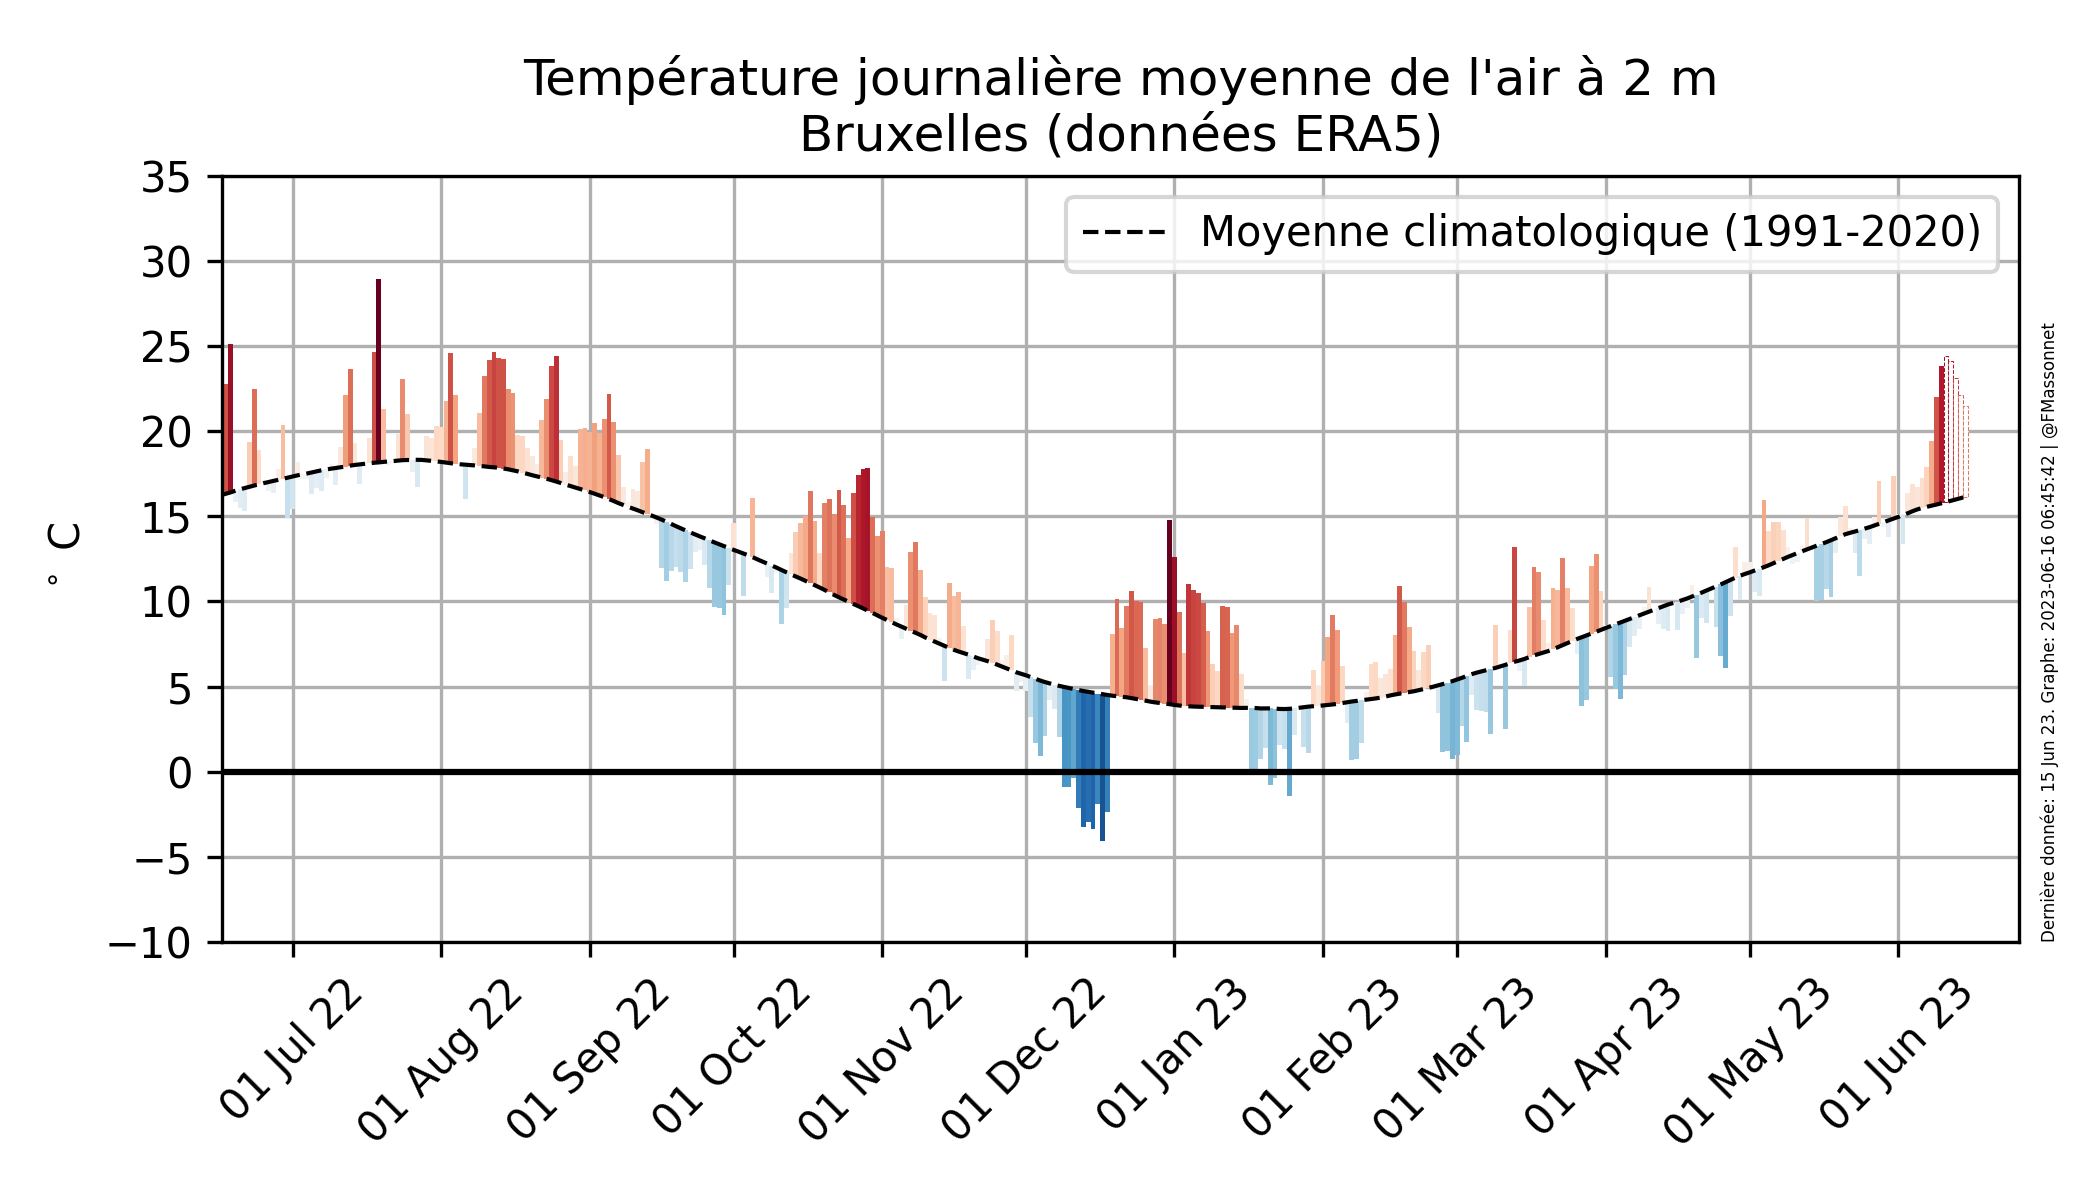 Température journalière moyenne de l'air à 2 m
Bruxelles (données ERA5)
Moyenne climatologique (1991-2020)
35
30
25
20
15
10
5
0
−5
−10
° C
01 Jul 22
01 Aug 22
01 Sep 22
01 Oct 22
01 Nov 22
01 Dec 22
01 Jan 23
01 Feb 23
01 Mar 23
01 Apr 23
01 May 23
01 Jun 23
Dernière donnée: 15 Jun 23. Graphe: 2023-06-16 06:45:42 | @FMassonnet